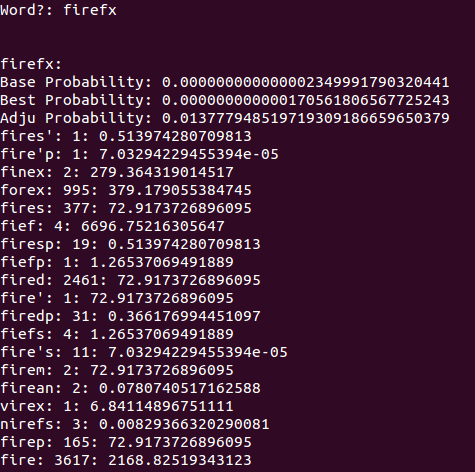 Word?: firefx
firefx:
Base Probability: 0.0000000000000002349991790320441
Best Probability: 0.000000000000170561806567725243
Adju Probability: 0.0137779485197193091866596503​79
fires': 1: 0.513974280709813
fire'p: 1: 7.03294229455394e-05
finex: 2: 279.364319014517
forex: 995: 379.179055384745
fires: 377: 72.9173726896095
fief: 4: 6696.75216305647
firesp: 19: 0.513974280709813
fiefp: 1: 1.26537069491889
fired: 2461: 72.9173726896095
fire': 1: 72.9173726896095
firedp: 31: 0.366176994451097
fiefs: 4: 1.26537069491889
fire's: 11: 7.03294229455394e-05
firem: 2: 72.9173726896095
firean: 2: 0.0780740517162588
virex: 1: 6.84114896751111
nirefs: 3: 0.00829366320290081
firep: 165: 72.9173726896095
fire: 3617: 2168.82519343123